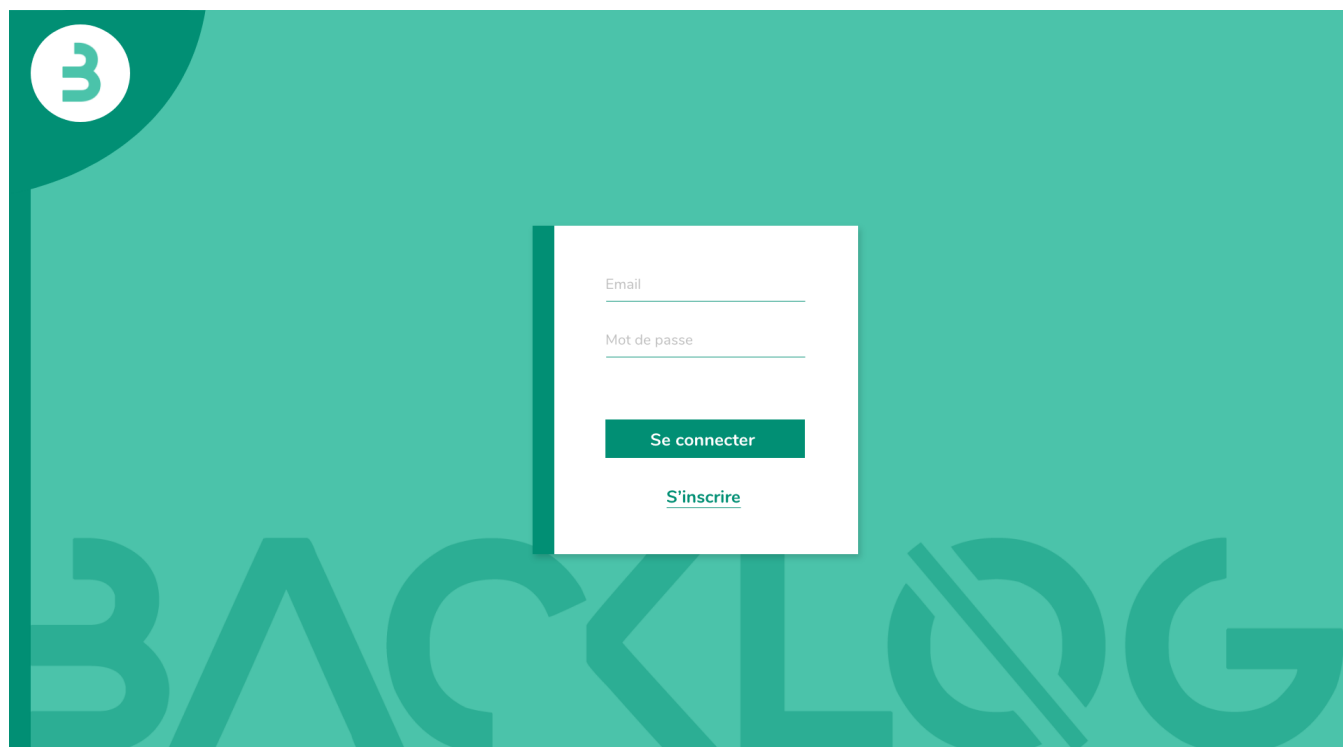 B
Email
Mot de passe
Se connecter
S'inscrire
BACKLOG